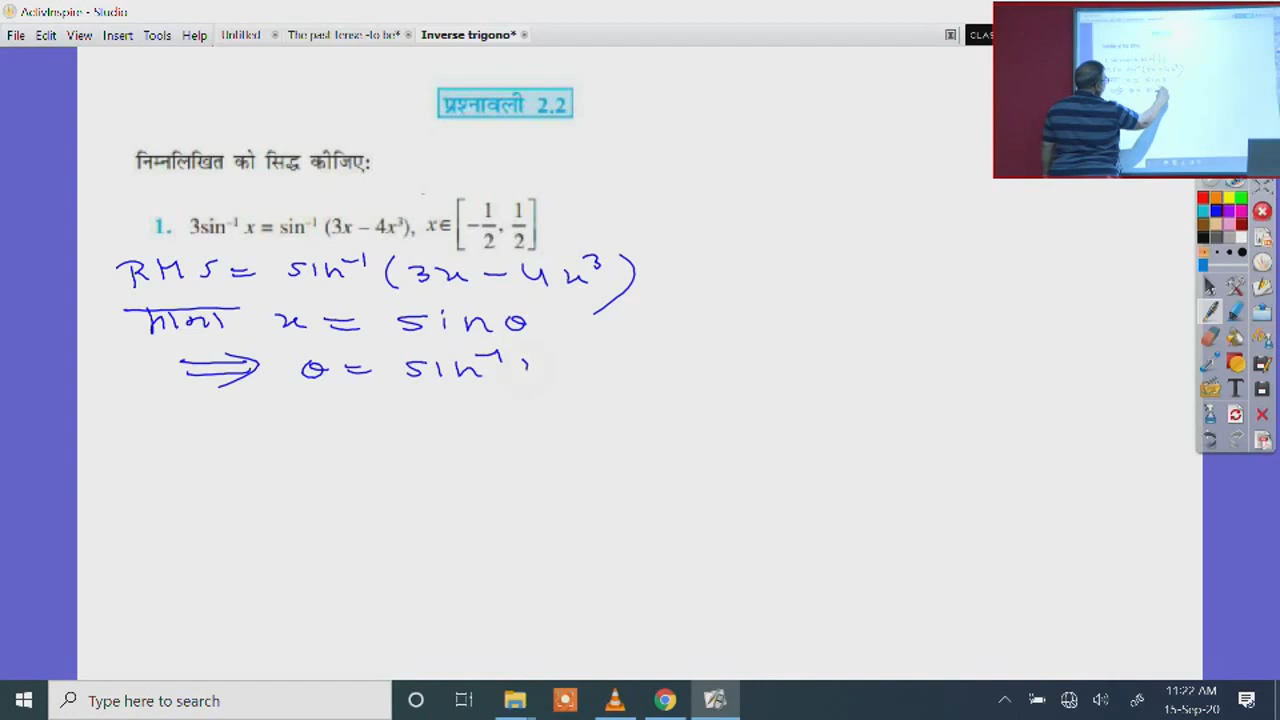 ActivInspire - Studio
File Edit View Insert Tools Help Untitled The past tense -to be* Inverse trigono*
प्रश्नावली 2.2
निम्नलिखित को सिद्ध कीजिए:
1. 3sin⁻¹ x = sin⁻¹ (3x – 4x³), x∈[-1/2, 1/2]
RHS = sin⁻¹ (3x – 4x³)
माना x = sin θ
⟹ θ = sin⁻¹
Type here to search
11:22 AM
15-Sep-20